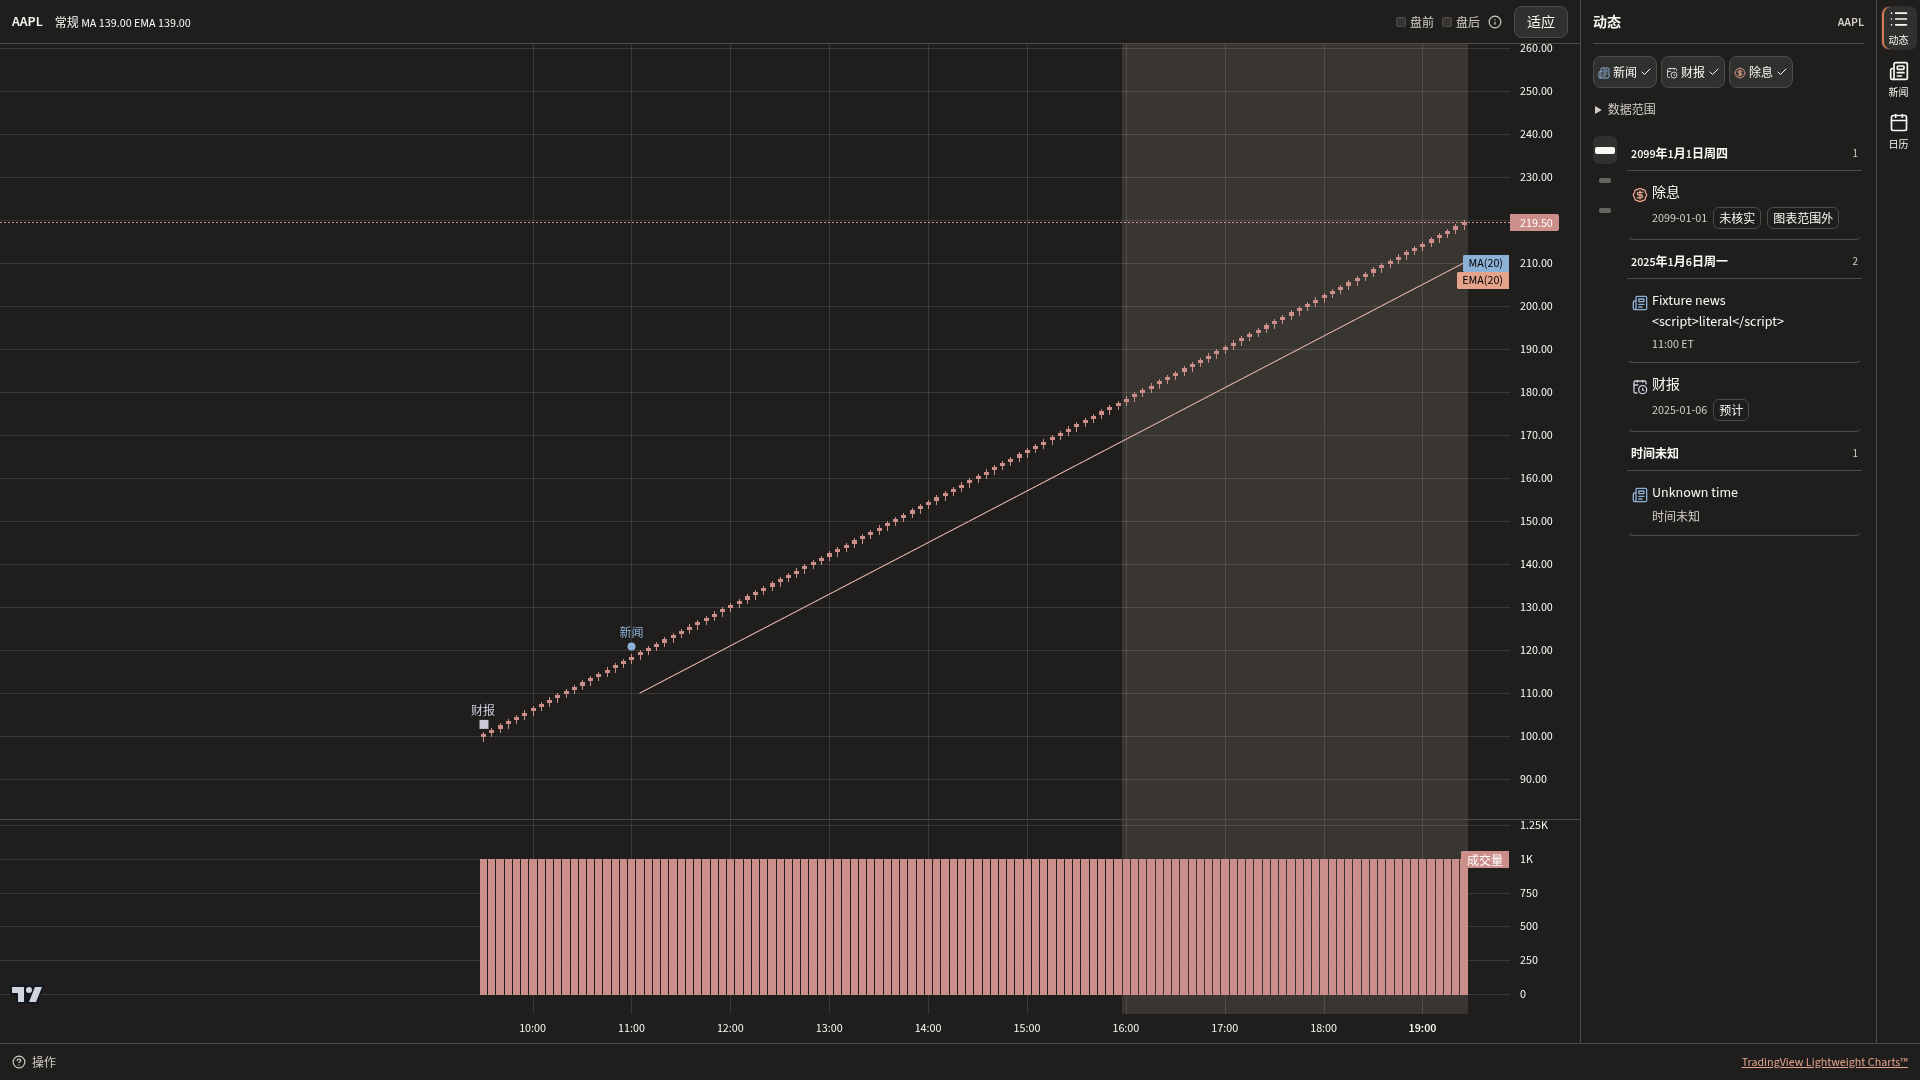 AAPL 常规 MA 139.00 EMA 139.00
盘前 盘后 适应
260.00
250.00
240.00
230.00
219.50
210.00
200.00
190.00
180.00
170.00
160.00
150.00
140.00
130.00
120.00
110.00
100.00
90.00
MA(20)
EMA(20)
新闻
财报
1.25K
1K
750
500
250
0
成交量
10:00 11:00 12:00 13:00 14:00 15:00 16:00 17:00 18:00 19:00
操作
TradingView Lightweight Charts™
动态 AAPL
新闻 财报 除息
数据范围
2099年1月1日周四 1
除息
2099-01-01 未核实 图表范围外
2025年1月6日周一 2
Fixture news
<script>literal</script>
11:00 ET
财报
2025-01-06 预计
时间未知 1
Unknown time
时间未知
动态
新闻
日历